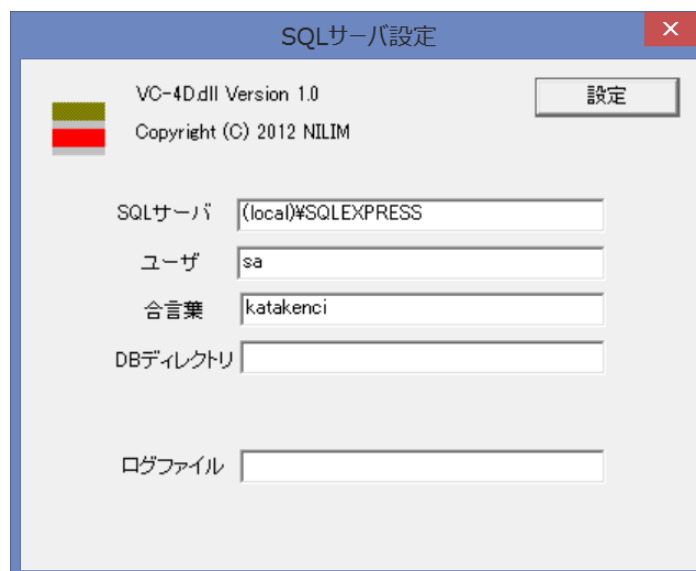 SQLサーバ設定
VC-4D.dll Version 1.0
設定
Copyright (C) 2012 NILIM
SQLサーバ (local)¥SQLEXPRESS
ユーザ sa
合言葉 katakenci
DBディレクトリ
ログファイル